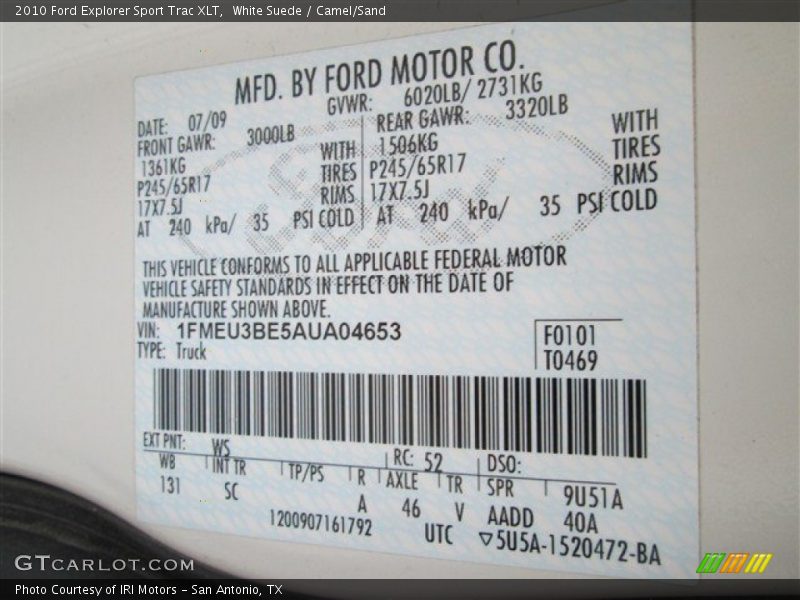 2010 Ford Explorer Sport Trac XLT,  White Suede / Camel/Sand
MFD. BY FORD MOTOR CO.
DATE: 07/09 GVWR: 6020LB/ 2731KG
FRONT GAWR: 3000LB REAR GAWR: 3320LB
1361KG WITH 1506KG WITH
P245/65R17 TIRES P245/65R17 TIRES
17X7.5J RIMS 17X7.5J RIMS
AT 240 kPa/ 35 PSI COLD AT 240 kPa/ 35 PSI COLD
THIS VEHICLE CONFORMS TO ALL APPLICABLE FEDERAL MOTOR
VEHICLE SAFETY STANDARDS IN EFFECT ON THE DATE OF
MANUFACTURE SHOWN ABOVE.
VIN: 1FMEU3BE5AUA04653 F0101
TYPE: Truck T0469
EXT PNT: WS RC: 52 DSO:
WB INT TR TP/PS R AXLE TR SPR 9U51A
131 SC A 46 V AADD 40A
1200907161792 UTC ▽5U5A-1520472-BA
GTCarLot.com
Photo Courtesy of IRI Motors – San Antonio, TX